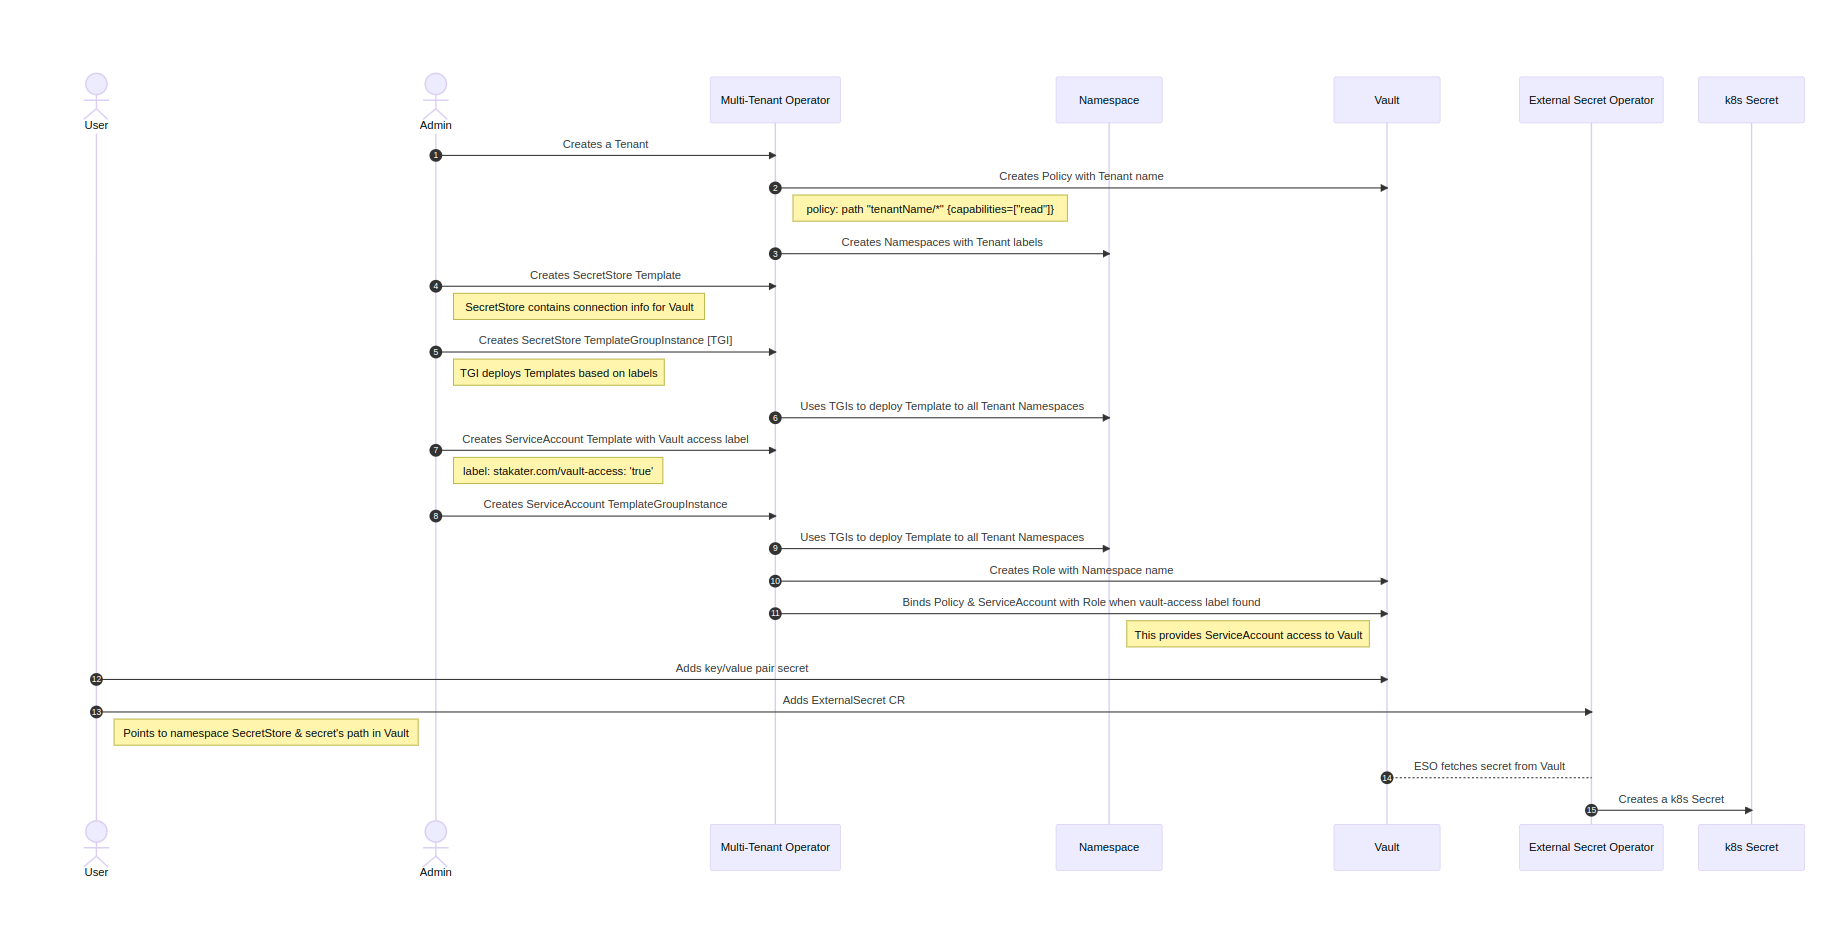 User
Admin
Multi-Tenant Operator
Namespace
Vault
External Secret Operator
k8s Secret
Creates a Tenant
1
Creates Policy with Tenant name
2
policy: path "tenantName/*" {capabilities=["read"]}
Creates Namespaces with Tenant labels
3
Creates SecretStore Template
4
SecretStore contains connection info for Vault
Creates SecretStore TemplateGroupInstance [TGI]
5
TGI deploys Templates based on labels
Uses TGIs to deploy Template to all Tenant Namespaces
6
Creates ServiceAccount Template with Vault access label
7
label: stakater.com/vault-access: 'true'
Creates ServiceAccount TemplateGroupInstance
8
Uses TGIs to deploy Template to all Tenant Namespaces
9
Creates Role with Namespace name
10
Binds Policy & ServiceAccount with Role when vault-access label found
11
This provides ServiceAccount access to Vault
Adds key/value pair secret
12
Adds ExternalSecret CR
13
Points to namespace SecretStore & secret's path in Vault
ESO fetches secret from Vault
14
Creates a k8s Secret
15
User
Admin
Multi-Tenant Operator
Namespace
Vault
External Secret Operator
k8s Secret